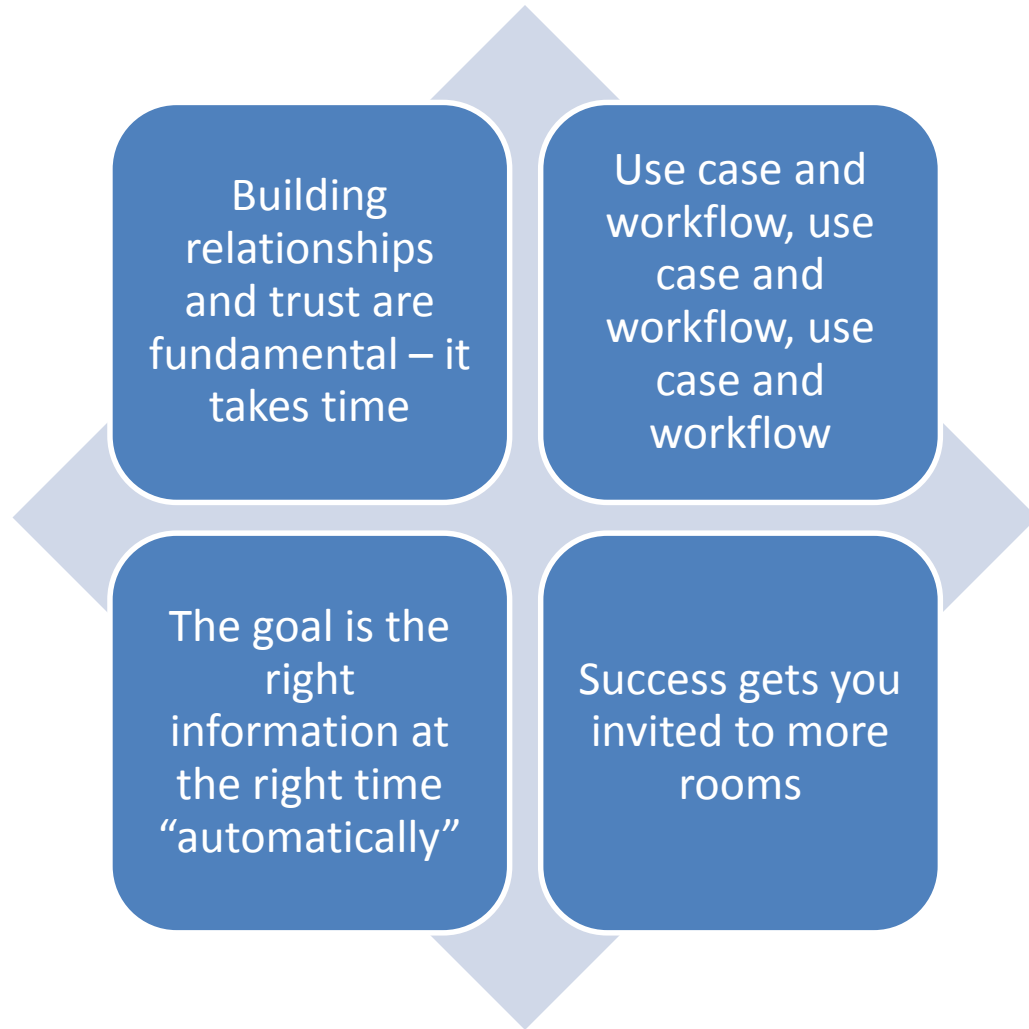 Building
relationships
and trust are
fundamental – it
takes time
Use case and
workflow, use
case and
workflow, use
case and
workflow
The goal is the
right
information at
the right time
“automatically”
Success gets you
invited to more
rooms